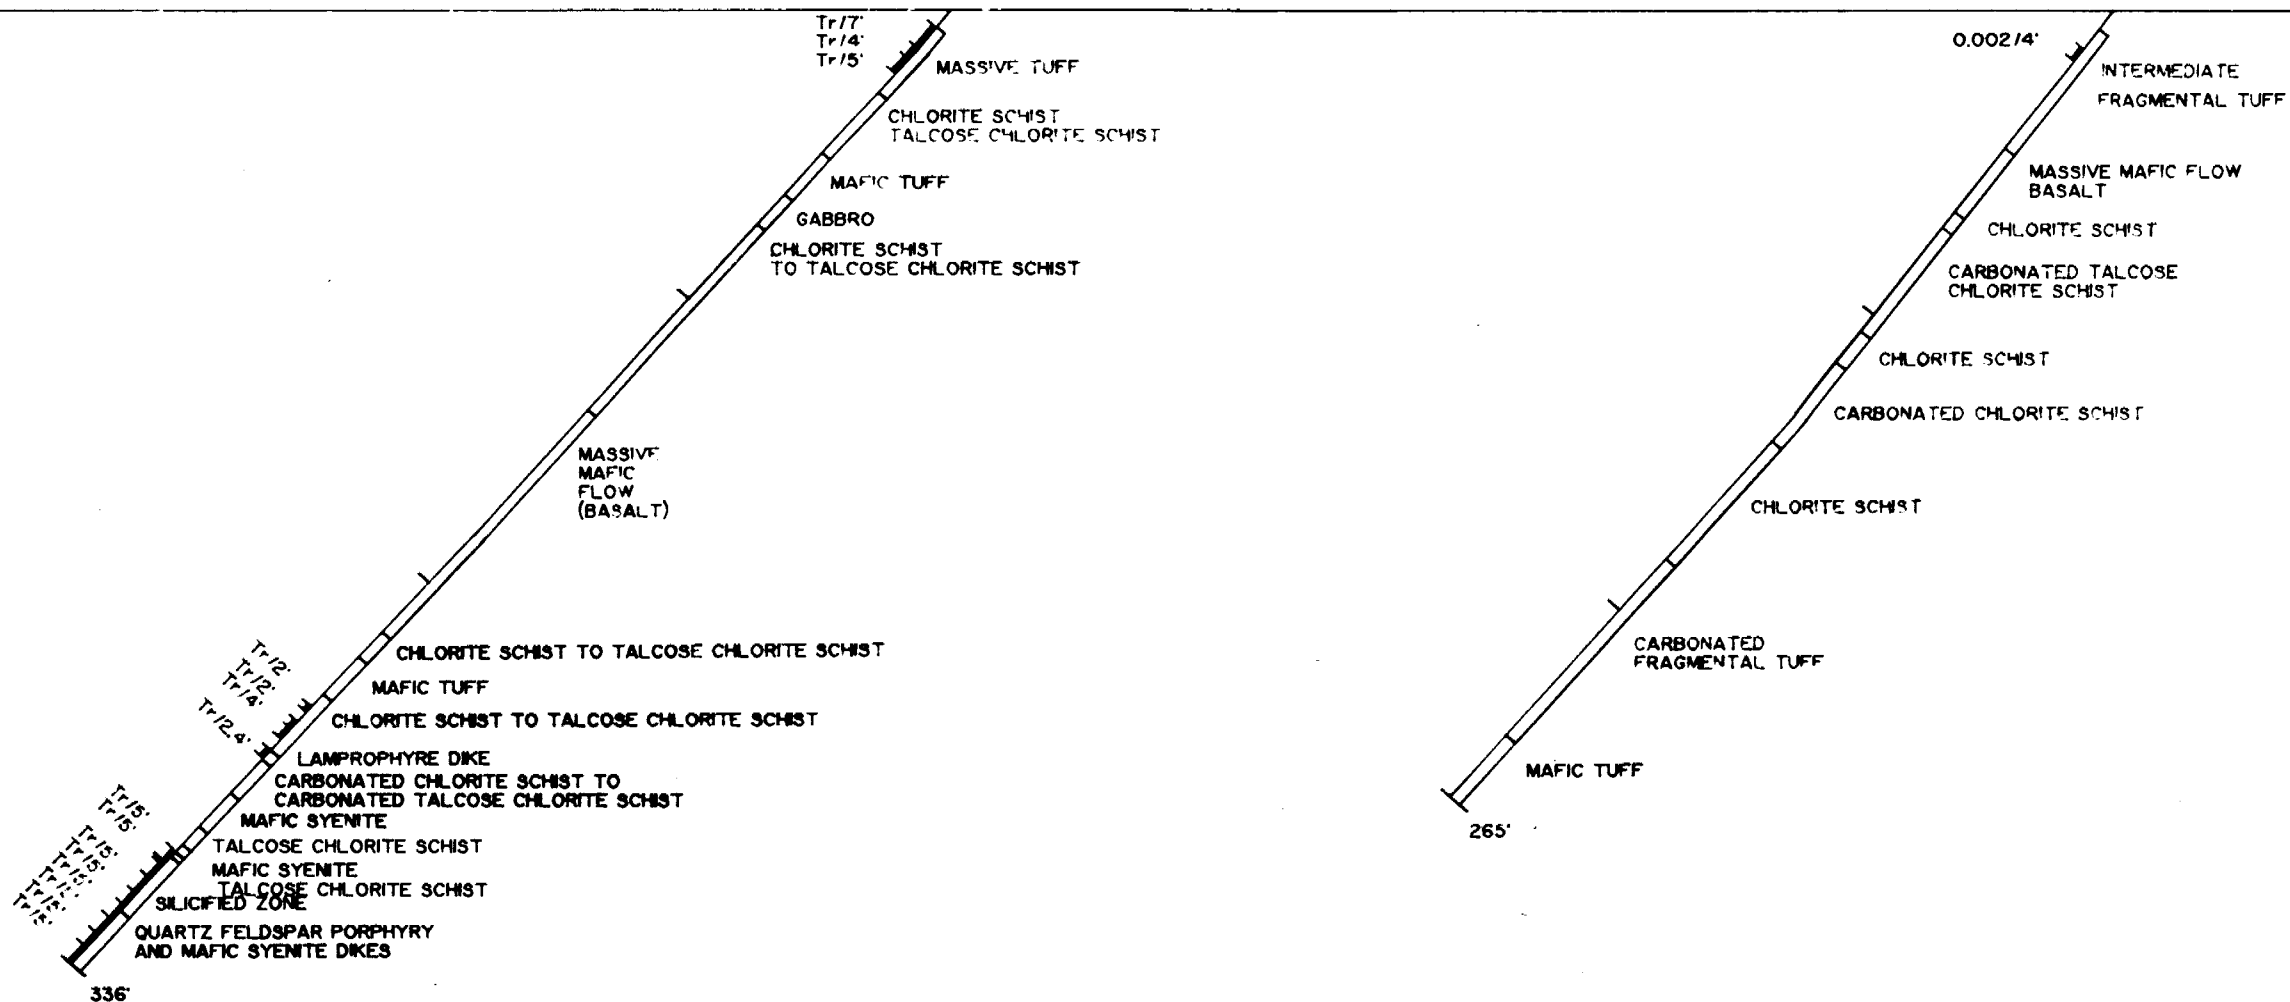 Tr/7'
Tr/4'
Tr/5'
MASSIVE TUFF
CHLORITE SCHIST
TALCOSE CHLORITE SCHIST
MAFIC TUFF
GABBRO
CHLORITE SCHIST
TO TALCOSE CHLORITE SCHIST
MASSIVE
MAFIC
FLOW
(BASALT)
CHLORITE SCHIST TO TALCOSE CHLORITE SCHIST
MAFIC TUFF
Tr/2'
Tr/2'
Tr/4'
Tr/2.4'
CHLORITE SCHIST TO TALCOSE CHLORITE SCHIST
LAMPROPHYRE DIKE
CARBONATED CHLORITE SCHIST TO
CARBONATED TALCOSE CHLORITE SCHIST
MAFIC SYENITE
TALCOSE CHLORITE SCHIST
MAFIC SYENITE
TALCOSE CHLORITE SCHIST
SILICIFIED ZONE
Tr/5'
Tr/5'
Tr/5'
Tr/5'
QUARTZ FELDSPAR PORPHYRY
AND MAFIC SYENITE DIKES
336'
0.002/4'
INTERMEDIATE
FRAGMENTAL TUFF
MASSIVE MAFIC FLOW
BASALT
CHLORITE SCHIST
CARBONATED TALCOSE
CHLORITE SCHIST
CHLORITE SCHIST
CARBONATED CHLORITE SCHIST
CHLORITE SCHIST
CARBONATED
FRAGMENTAL TUFF
MAFIC TUFF
265'